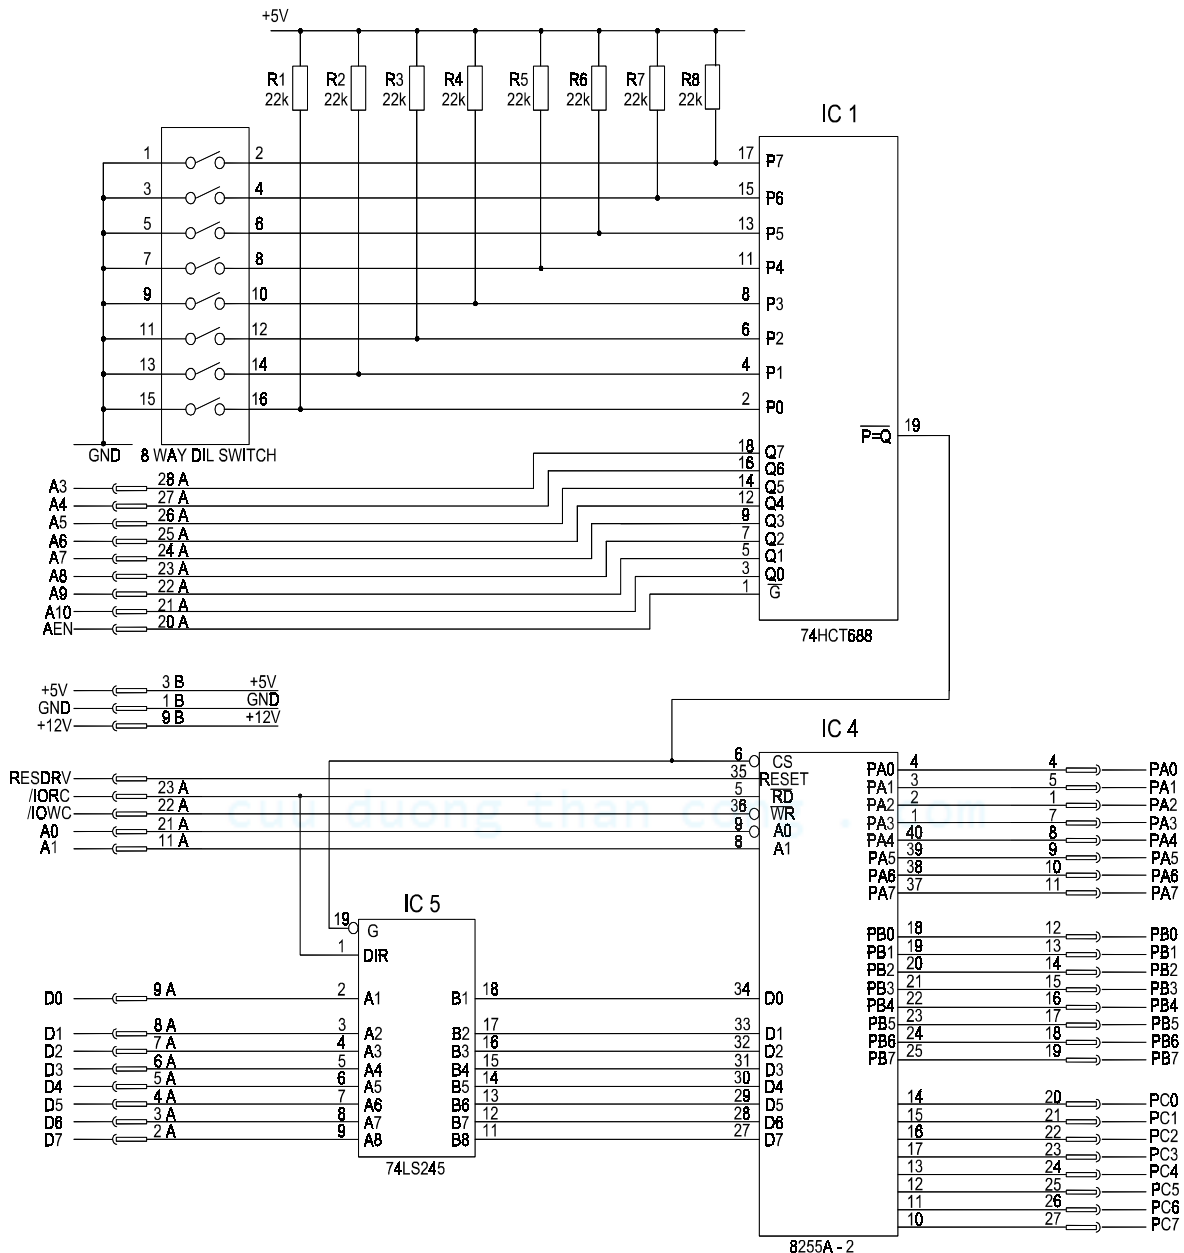 +5V
R1 R2 R3 R4 R5 R6 R7 R8
22k 22k 22k 22k 22k 22k 22k 22k
IC 1
1 2 17 P7
3 4 15 P6
5 6 13 P5
7 8 11 P4
9 10 8 P3
11 12 6 P2
13 14 4 P1
15 16 2 P0
P=Q 19
GND 8 WAY DIL SWITCH
18 Q7
16 Q6
14 Q5
12 Q4
9 Q3
7 Q2
5 Q1
3 Q0
1 G
A3 28 A
A4 27 A
A5 26 A
A6 25 A
A7 24 A
A8 23 A
A9 22 A
A10 21 A
AEN 20 A
74HCT688
+5V 3 B +5V
GND 1 B GND
+12V 9 B +12V
IC 4
6 CS
RESDRV 35 RESET
/IORC 23 A 5 RD
/IOWC 22 A 36 WR
A0 21 A 9 A0
A1 11 A 8 A1
cuu duong than cong . com
PA0 4 4 PA0
PA1 3 5 PA1
PA2 2 1 PA2
PA3 1 7 PA3
PA4 40 8 PA4
PA5 39 9 PA5
PA6 38 10 PA6
PA7 37 11 PA7
IC 5
19 G
1 DIR
PB0 18 12 PB0
PB1 19 13 PB1
PB2 20 14 PB2
PB3 21 15 PB3
PB4 22 16 PB4
PB5 23 17 PB5
PB6 24 18 PB6
PB7 25 19 PB7
D0 9 A 2 A1 B1 18 34 D0
D1 8 A 3 A2 B2 17 33 D1
D2 7 A 4 A3 B3 16 32 D2
D3 6 A 5 A4 B4 15 31 D3
D4 5 A 6 A5 B5 14 30 D4
D5 4 A 7 A6 B6 13 29 D5
D6 3 A 8 A7 B7 12 28 D6
D7 2 A 9 A8 B8 11 27 D7
74LS245
14 20 PC0
15 21 PC1
16 22 PC2
17 23 PC3
13 24 PC4
12 25 PC5
11 26 PC6
10 27 PC7
8255A - 2